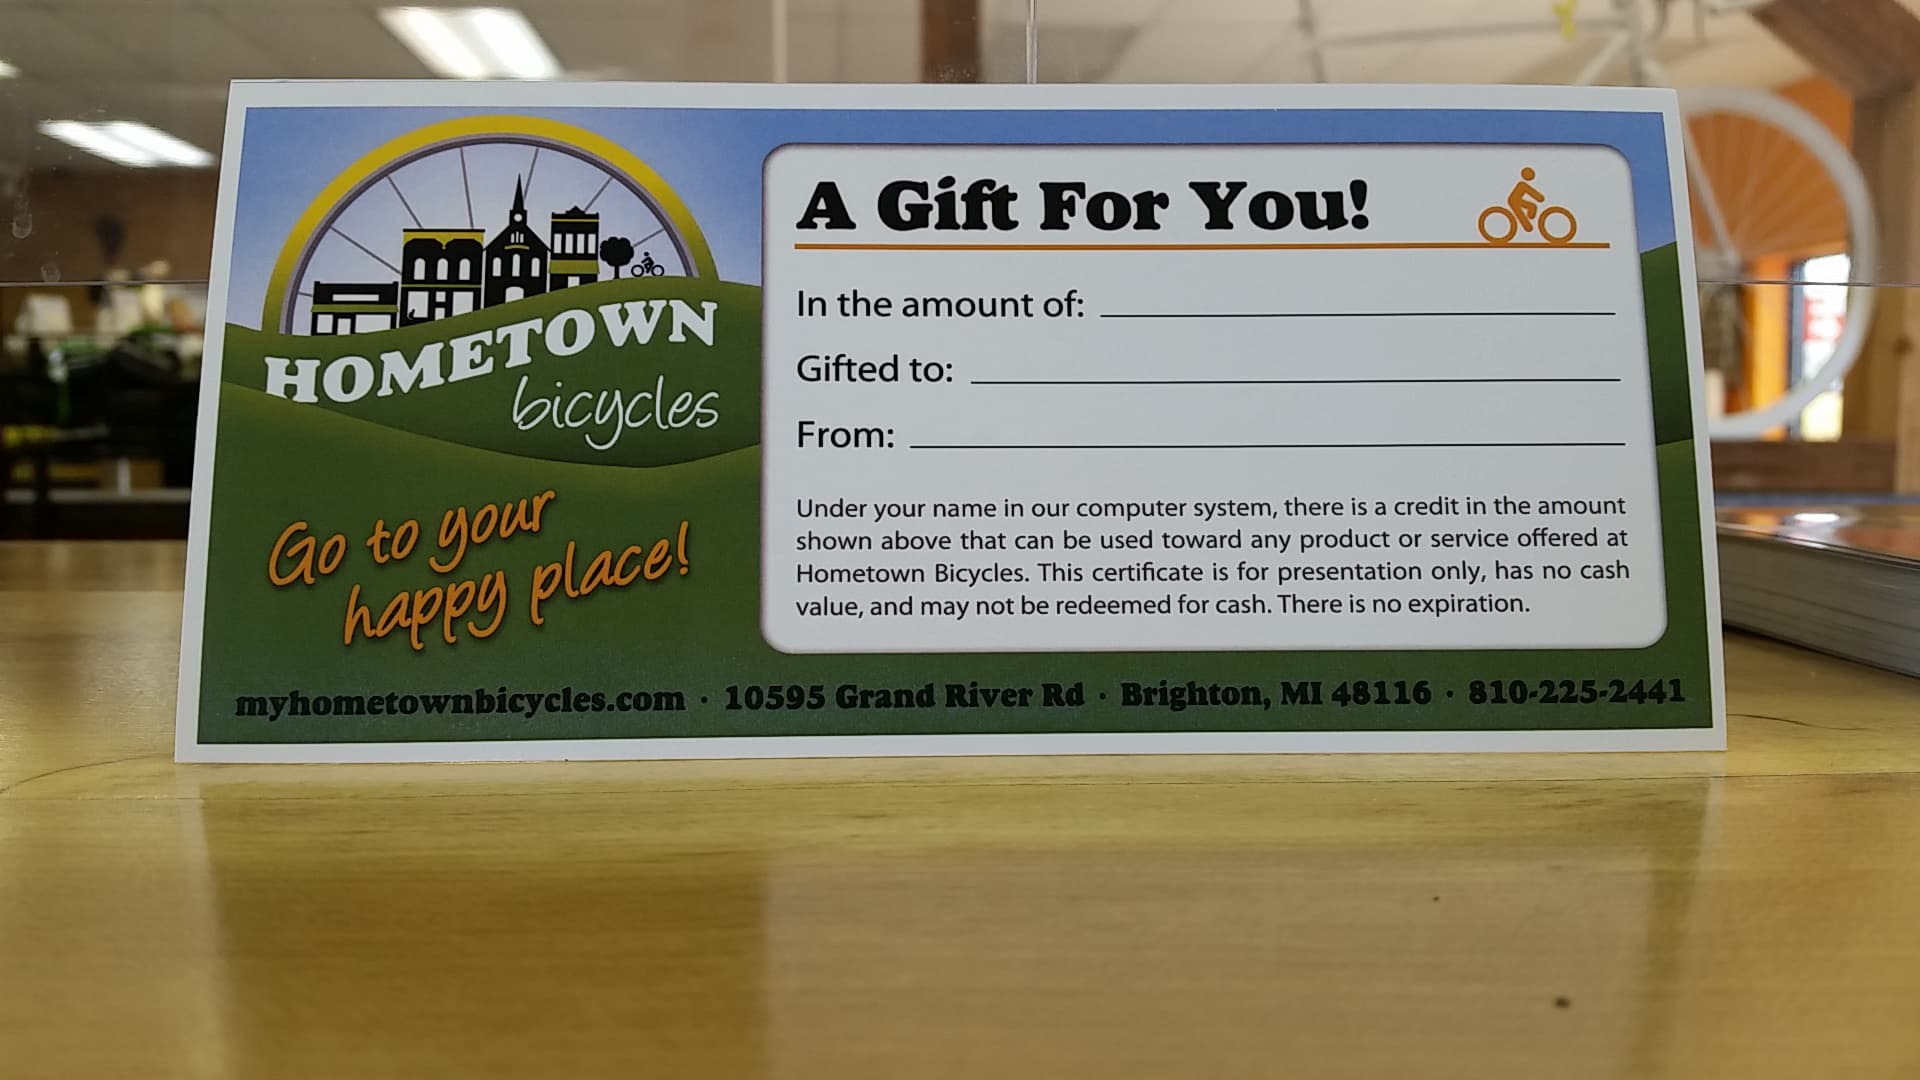 HOMETOWN
bicycles
Go to your
happy place!
A Gift For You!
In the amount of:
Gifted to:
From:
Under your name in our computer system, there is a credit in the amount
shown above that can be used toward any product or service offered at
Hometown Bicycles. This certificate is for presentation only, has no cash
value, and may not be redeemed for cash. There is no expiration.
myhometownbicycles.com · 10595 Grand River Rd · Brighton, MI 48116 · 810-225-2441